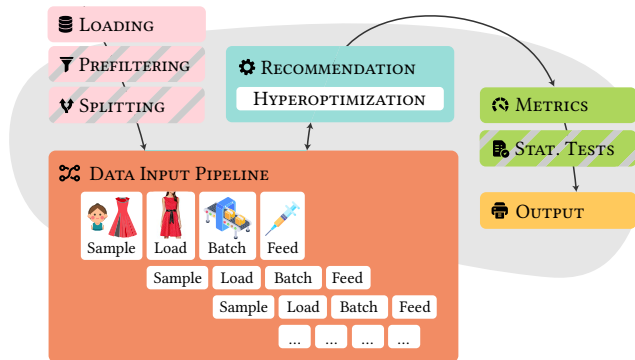 LOADING
PREFILTERING
SPLITTING
RECOMMENDATION
HYPEROPTIMIZATION
METRICS
STAT. TESTS
OUTPUT
DATA INPUT PIPELINE
Sample Load Batch Feed
Sample Load Batch Feed
Sample Load Batch Feed
... ... ... ...